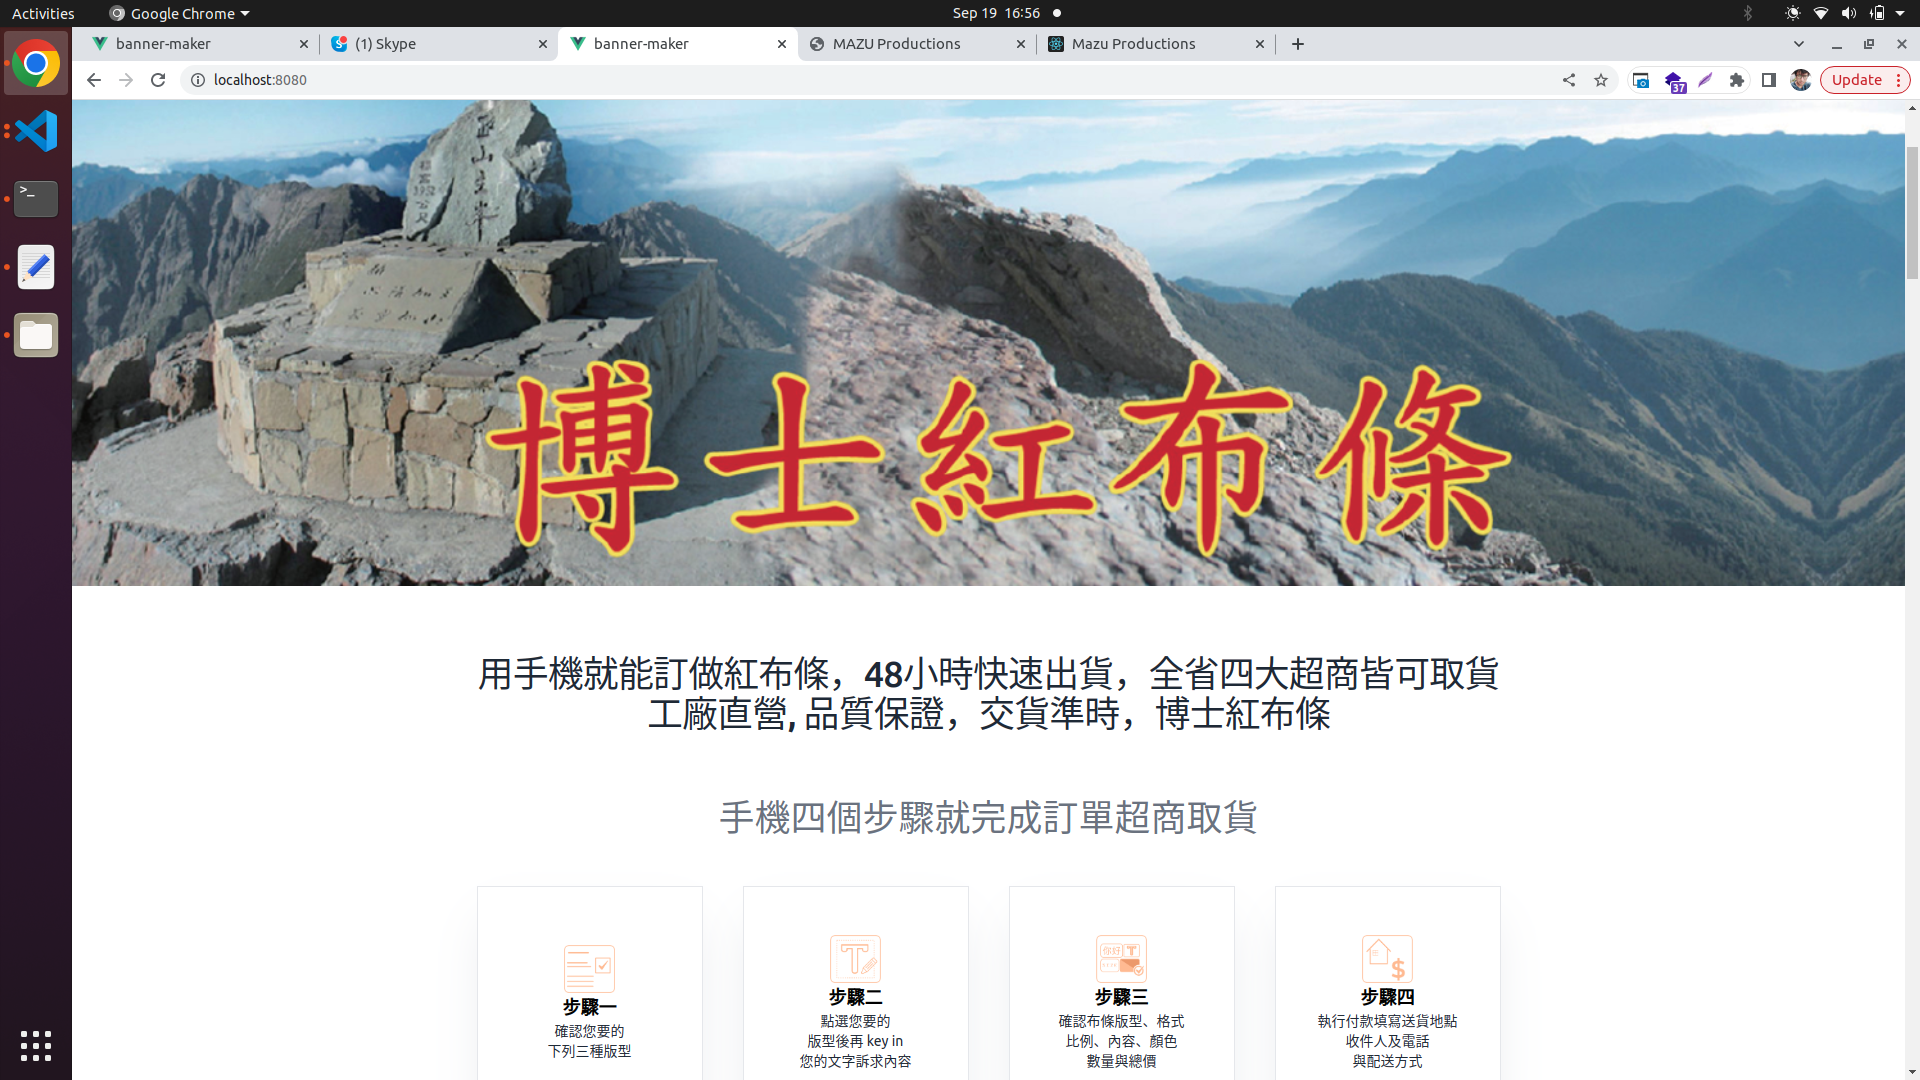 Activities
Google Chrome
Sep 19 16:56
banner-maker
(1) Skype
banner-maker
MAZU Productions
Mazu Productions
localhost:8080
37
Update
山主峯
博士紅布條
用手機就能訂做紅布條，48小時快速出貨，全省四大超商皆可取貨
工廠直營, 品質保證，交貨準時，博士紅布條
手機四個步驟就完成訂單超商取貨
步驟一
確認您要的
下列三種版型
步驟二
點選您要的
版型後再 key in
您的文字訴求內容
你好 T
步驟三
確認布條版型、格式
比例、內容、顏色
數量與總價
$
步驟四
執行付款填寫送貨地點
收件人及電話
與配送方式